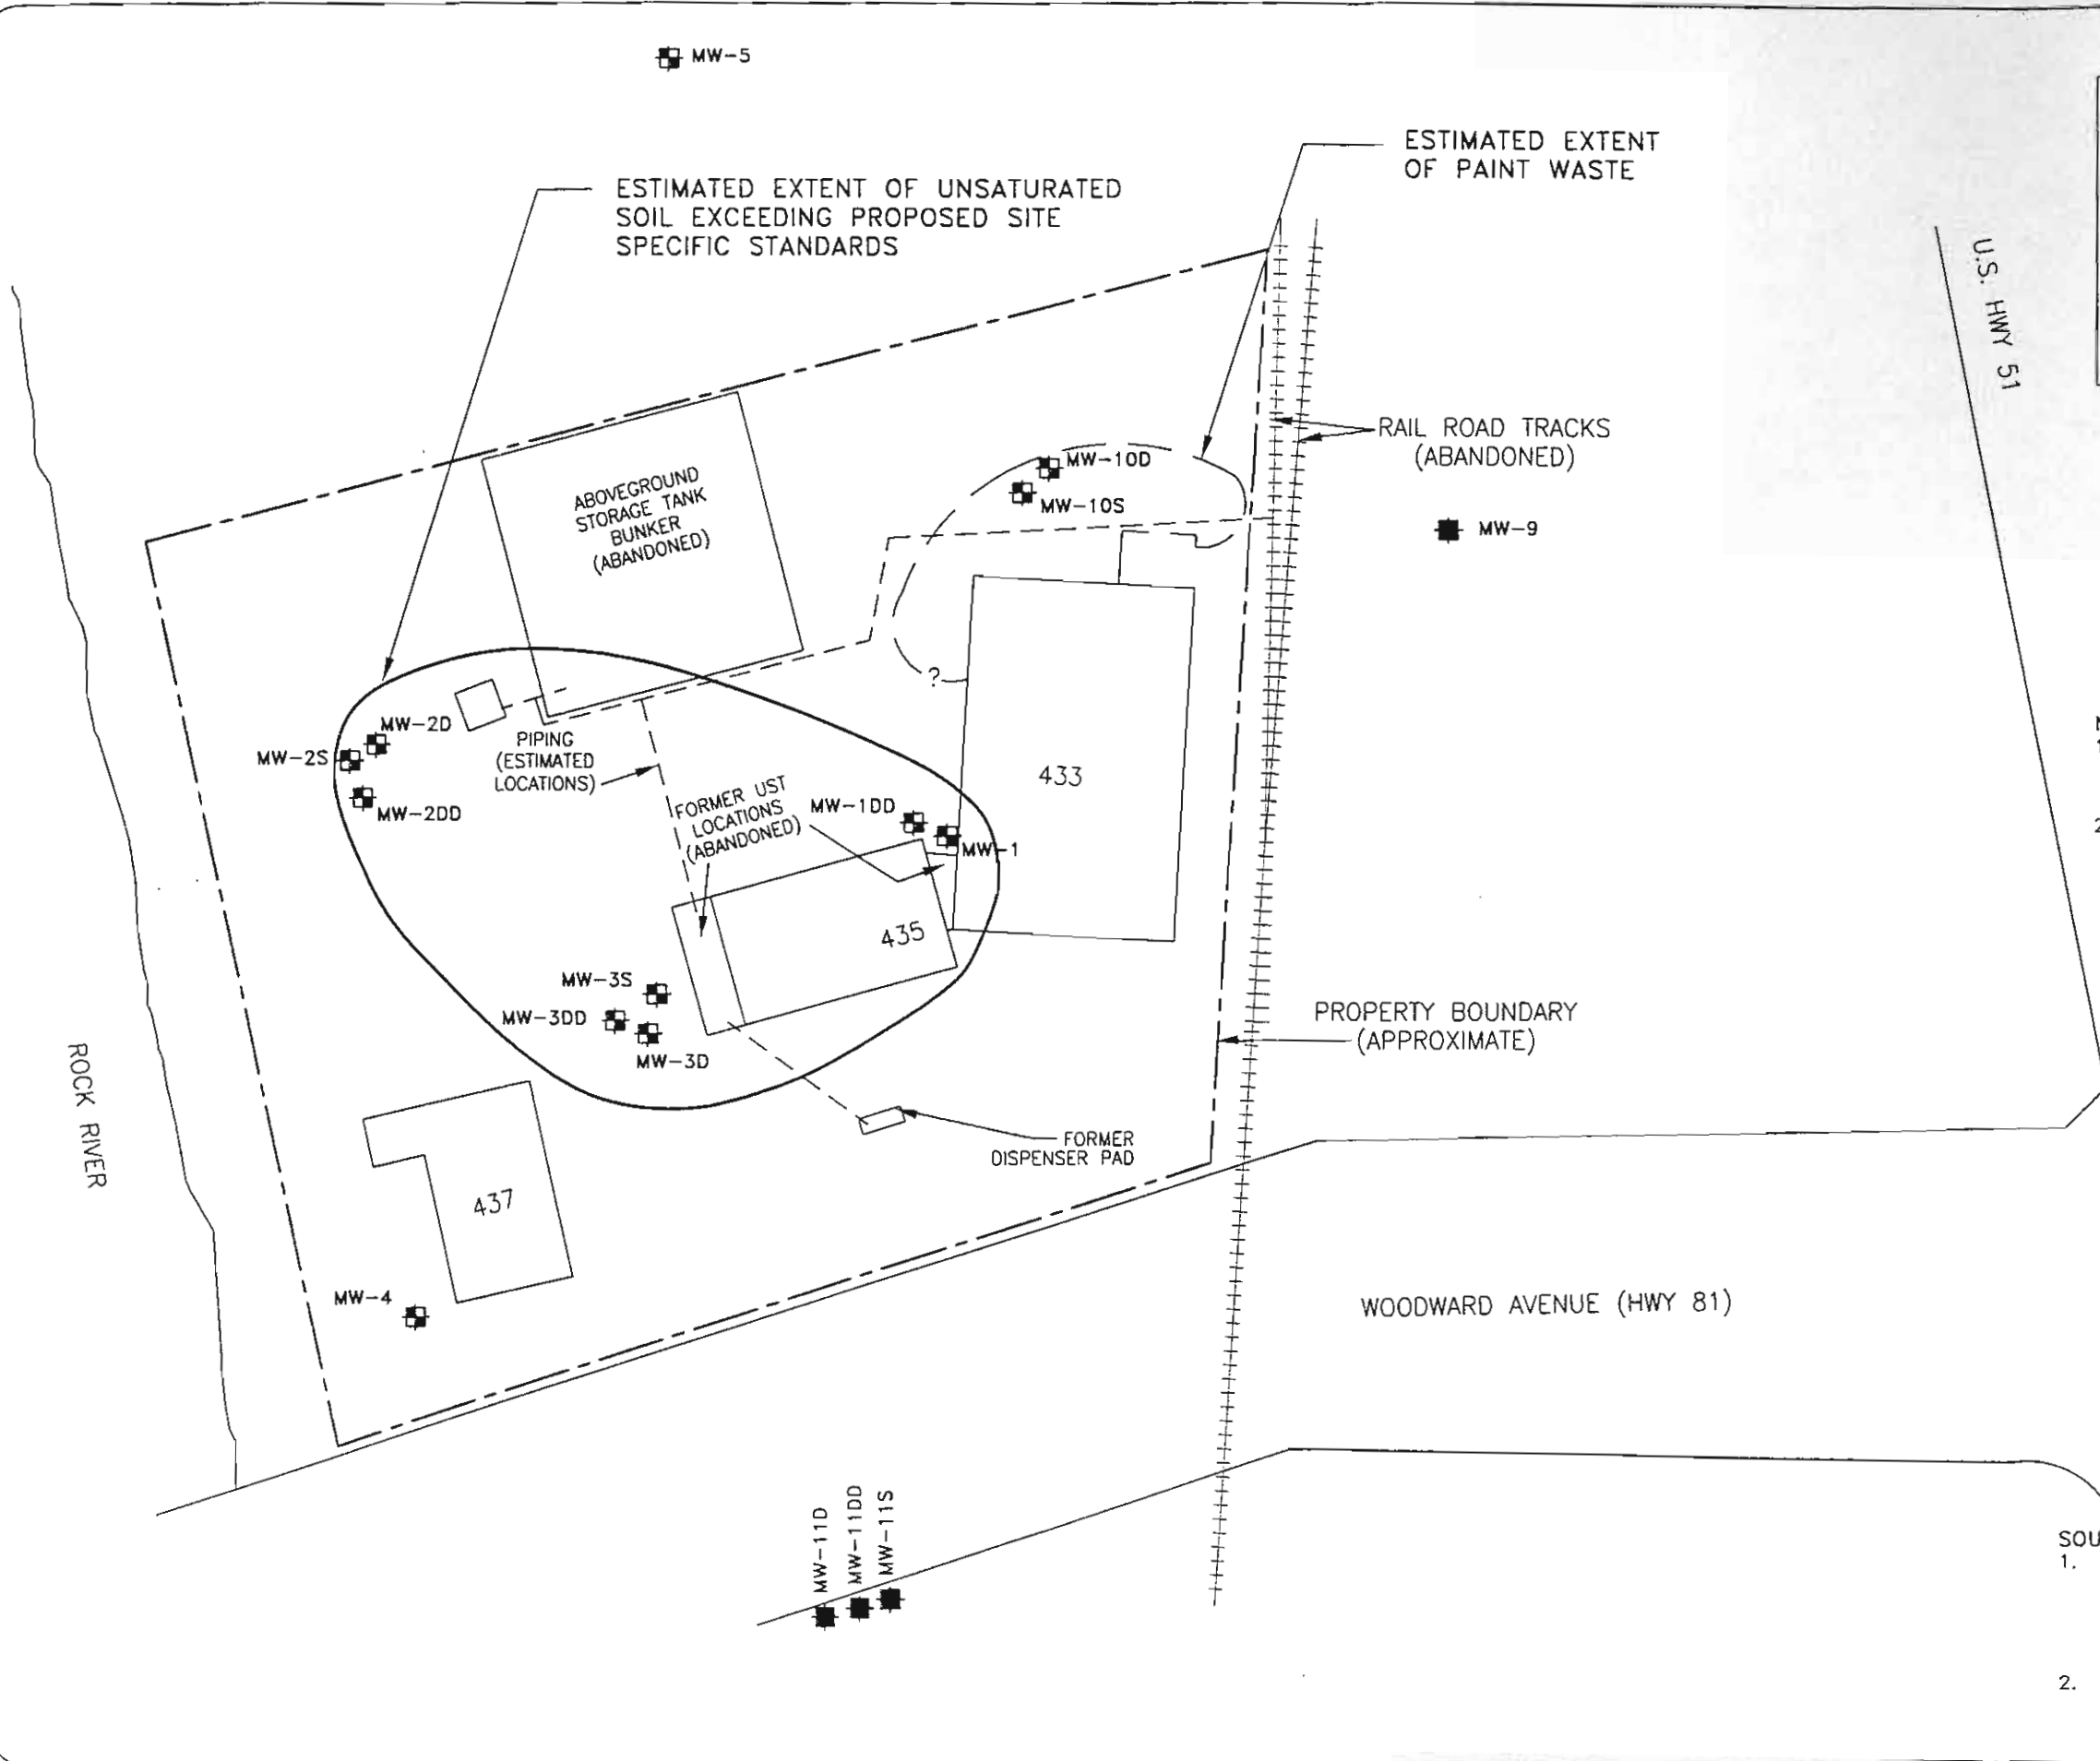 MW-5
ESTIMATED EXTENT
OF PAINT WASTE
ESTIMATED EXTENT OF UNSATURATED
SOIL EXCEEDING PROPOSED SITE
SPECIFIC STANDARDS
U.S. HWY 51
RAIL ROAD TRACKS
(ABANDONED)
MW-10D
MW-10S
MW-9
ABOVEGROUND
STORAGE TANK
BUNKER
(ABANDONED)
?
MW-2D
MW-2S
MW-2DD
PIPING
(ESTIMATED
LOCATIONS)
FORMER UST
LOCATIONS
(ABANDONED)
MW-1DD
MW-1
433
435
MW-3S
MW-3DD
MW-3D
PROPERTY BOUNDARY
(APPROXIMATE)
ROCK RIVER
FORMER
DISPENSER PAD
437
MW-4
WOODWARD AVENUE (HWY 81)
MW-11D
MW-11DD
MW-11S
SOU
1.
2.